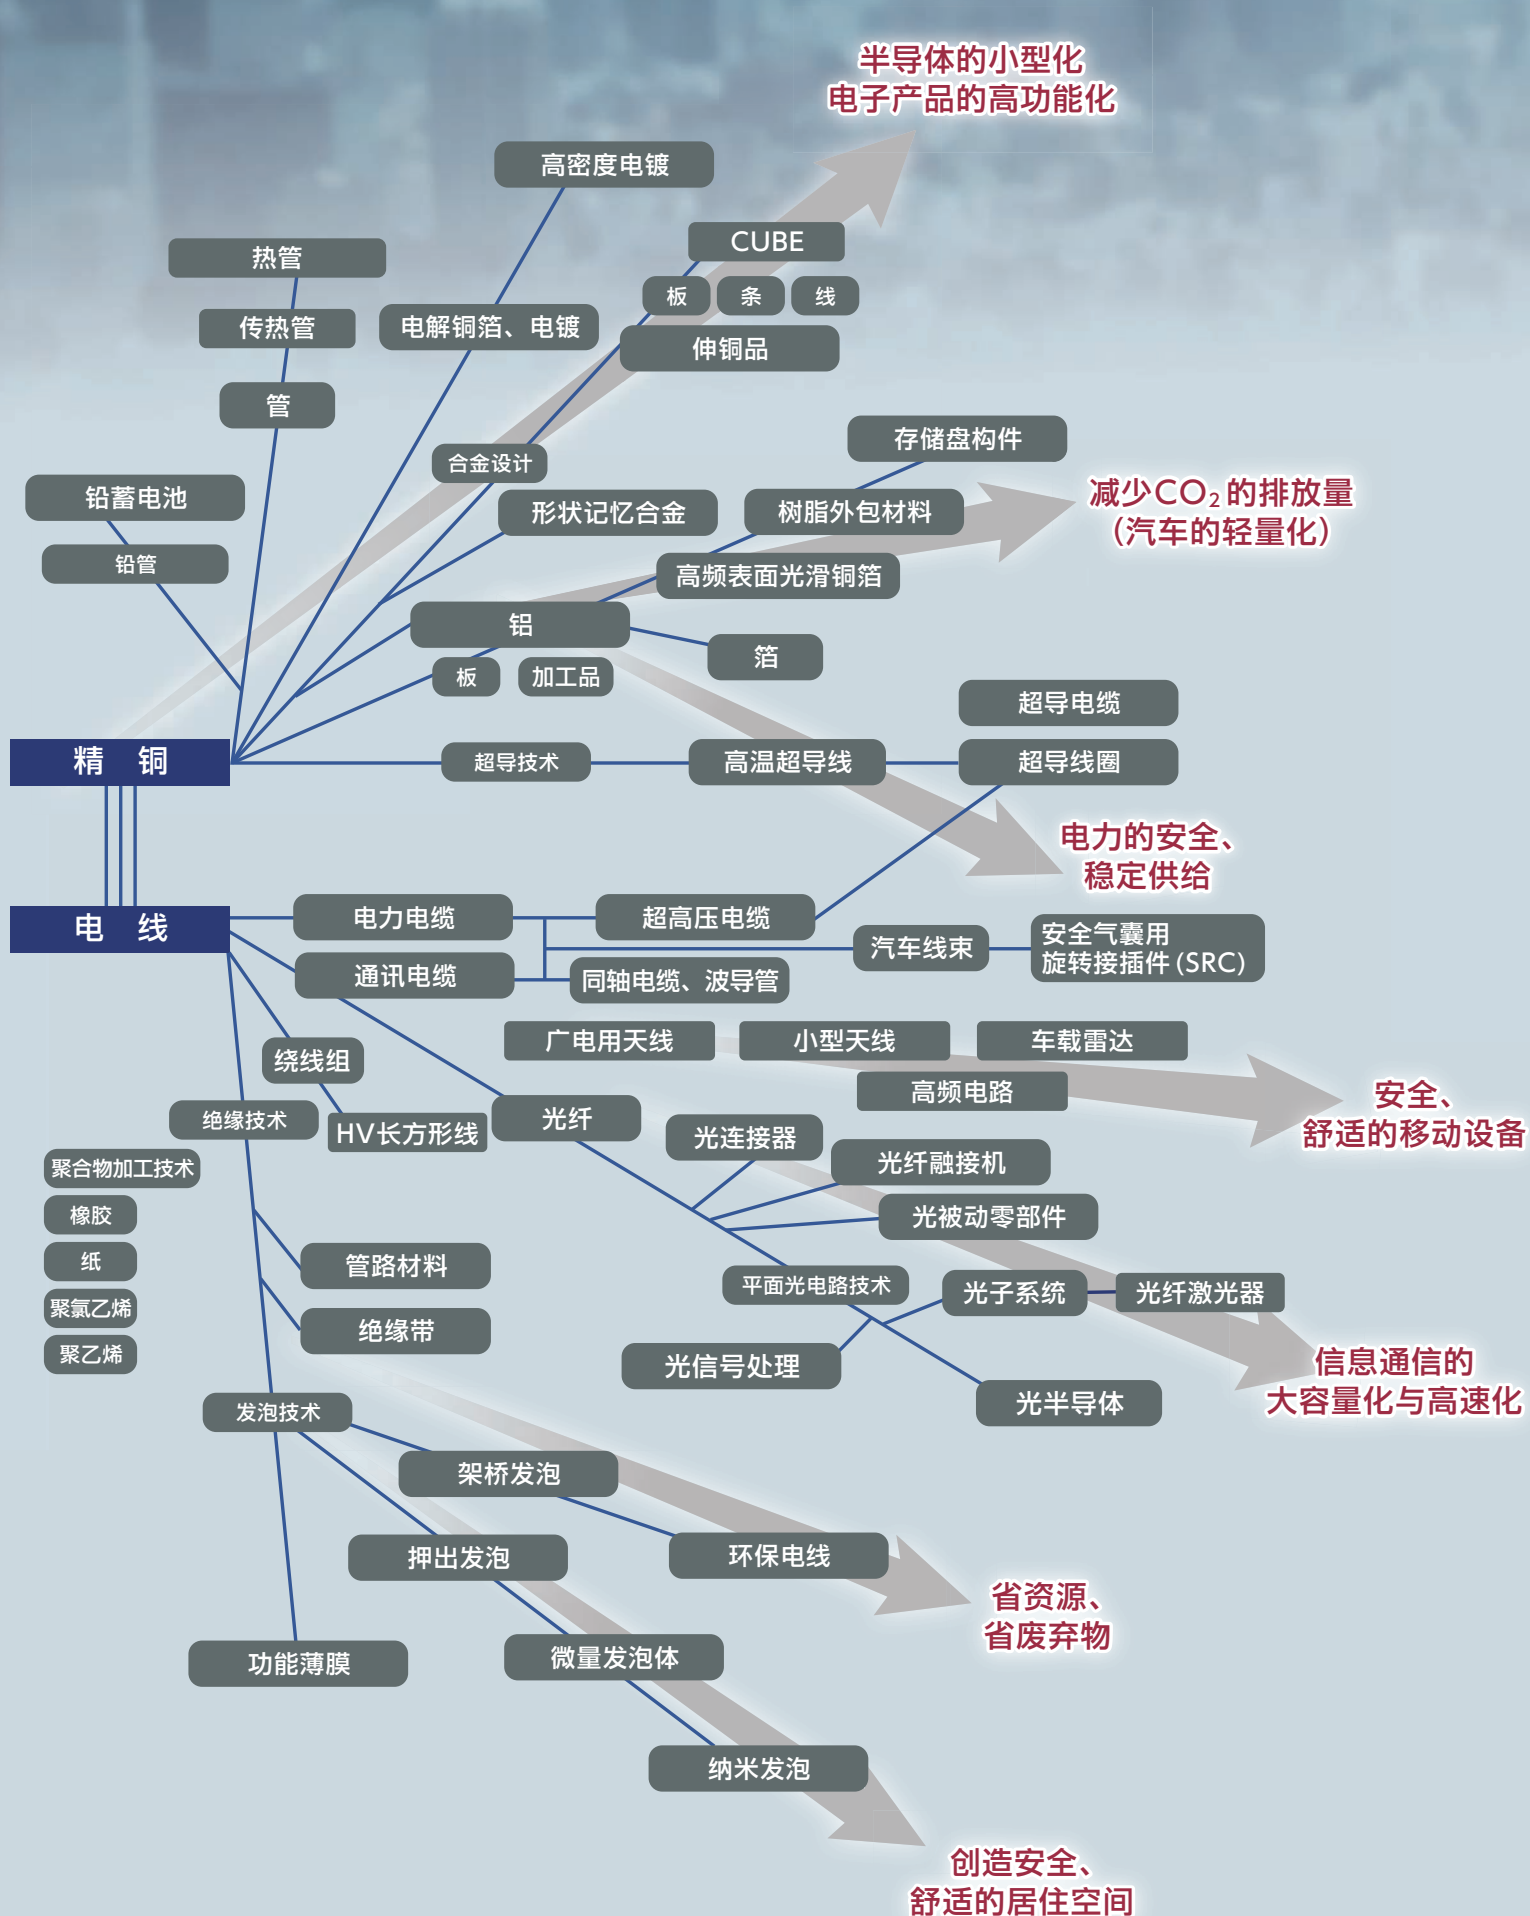 半导体的小型化
电子产品的高功能化
高密度电镀
CUBE
热管
板 条 线
传热管
电解铜箔、电镀
伸铜品
管
存储盘构件
合金设计
铅蓄电池
形状记忆合金
树脂外包材料
减少CO₂的排放量
（汽车的轻量化）
铅管
高频表面光滑铜箔
铝
箔
板 加工品
超导电缆
精 铜
超导技术
高温超导线
超导线圈
电力的安全、
稳定供给
电 线
电力电缆
超高压电缆
汽车线束
安全气囊用
旋转接插件 (SRC)
通讯电缆
同轴电缆、波导管
广电用天线
小型天线
车载雷达
绕线组
高频电路
安全、
舒适的移动设备
绝缘技术
HV长方形线
光纤
光连接器
聚合物加工技术
光纤融接机
橡胶
光被动零部件
纸
管路材料
平面光电路技术
光子系统
光纤激光器
聚氯乙烯
绝缘带
聚乙烯
光信号处理
信息通信的
大容量化与高速化
光半导体
发泡技术
架桥发泡
押出发泡
环保电线
省资源、
省废弃物
功能薄膜
微量发泡体
纳米发泡
创造安全、
舒适的居住空间